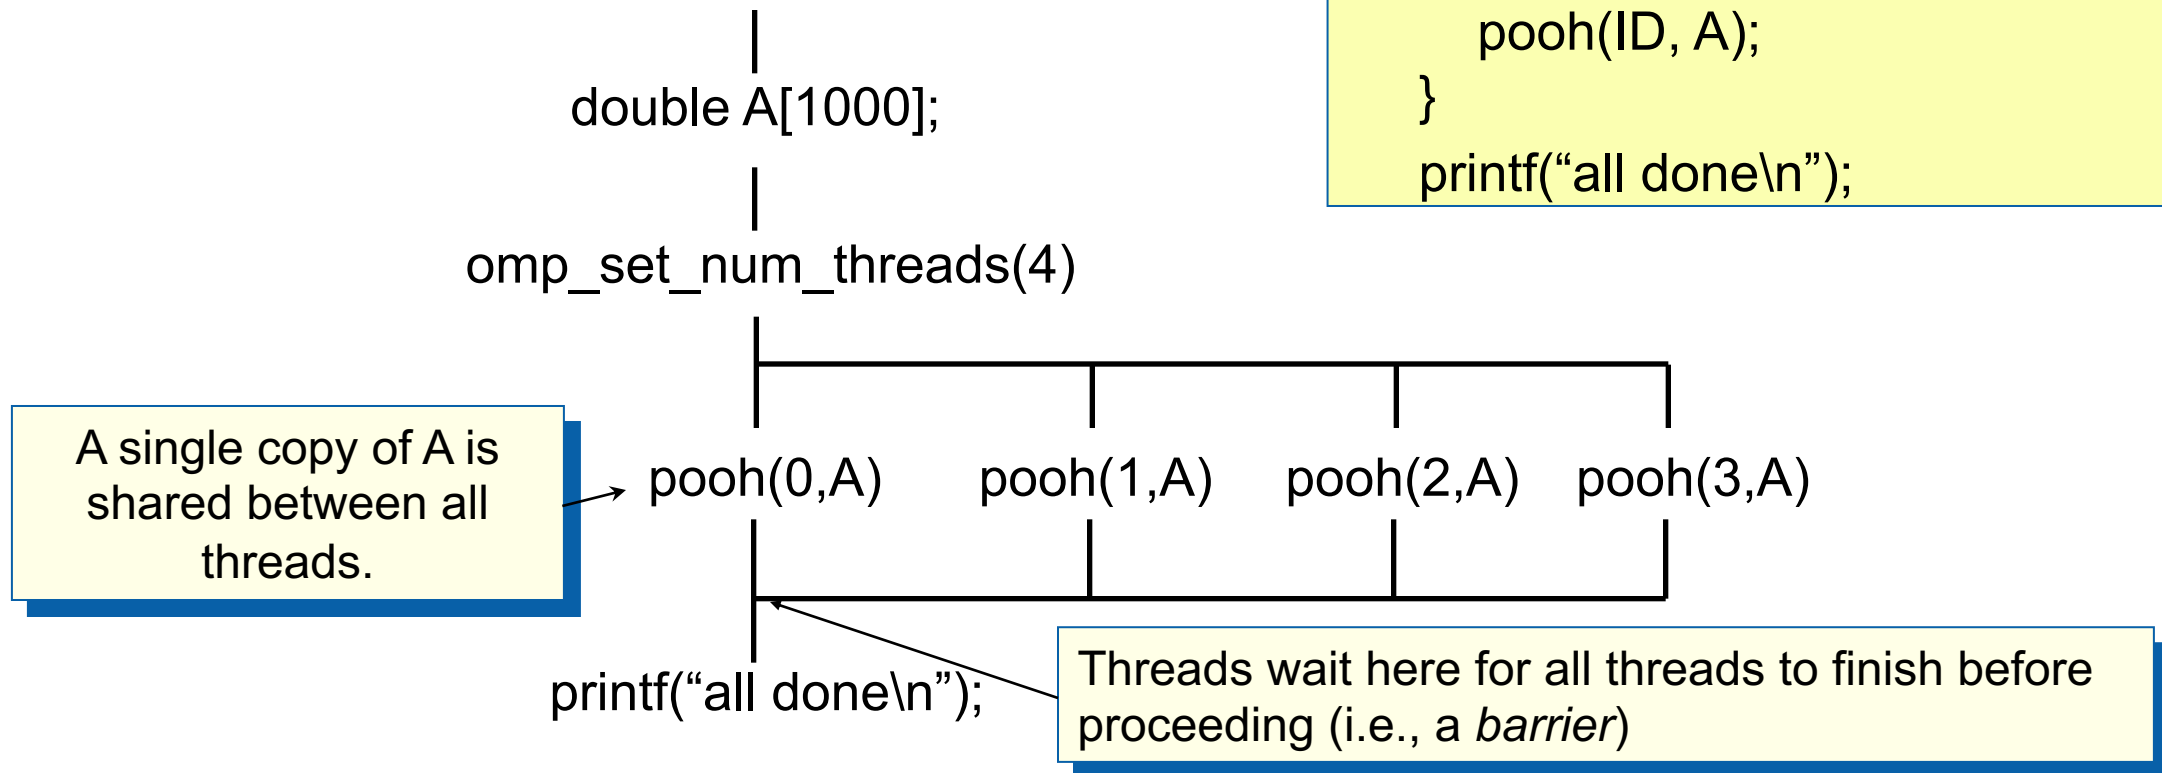 pooh(ID, A);
}
printf(“all done\n”);
double A[1000];
omp_set_num_threads(4)
A single copy of A is
shared between all
threads.
pooh(0,A)
pooh(1,A)
pooh(2,A)
pooh(3,A)
printf(“all done\n”);
Threads wait here for all threads to finish before
proceeding (i.e., a barrier)